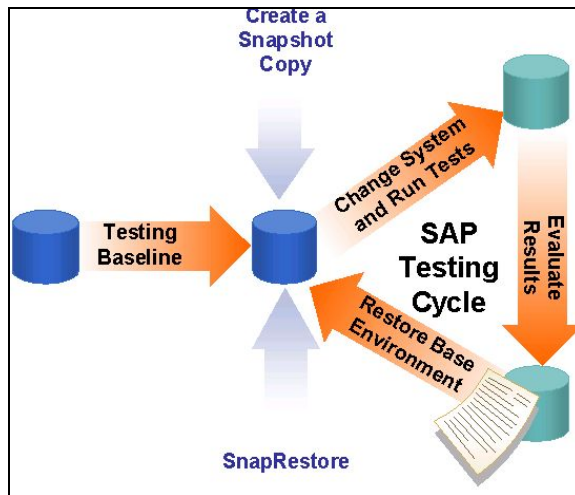 Create a
Snapshot
Copy
Change System
and Run Tests
Testing
Baseline
SAP
Testing
Cycle
Evaluate
Results
Restore Base
Environment
SnapRestore